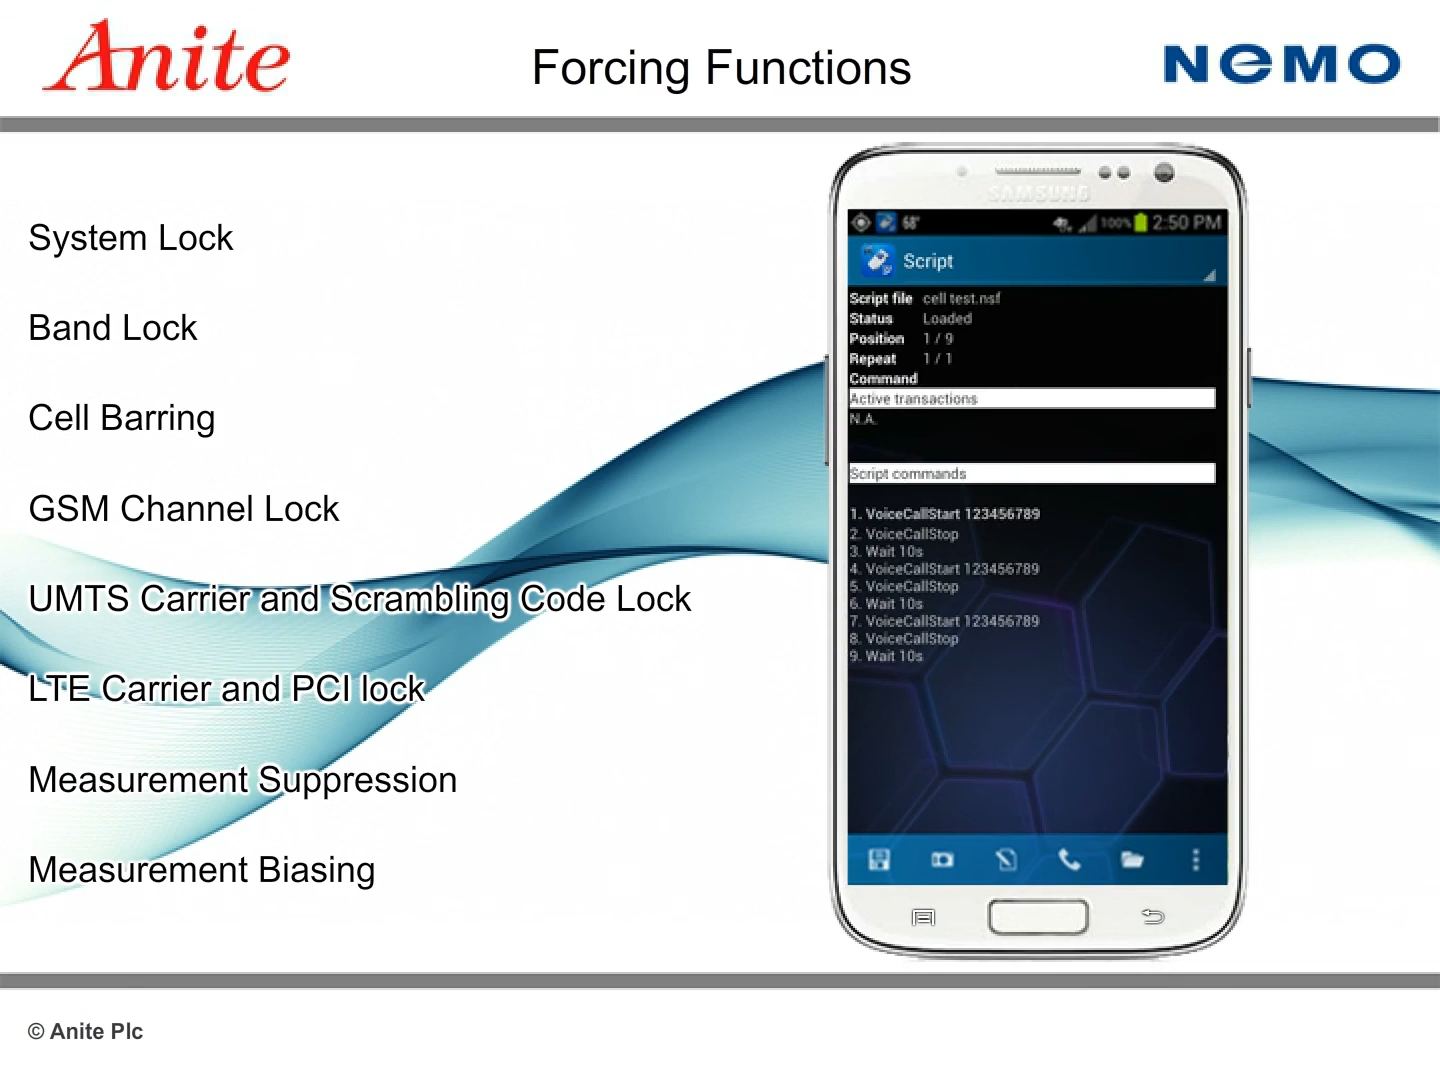 Anite
Forcing Functions
NEMO
System Lock
Band Lock
Cell Barring
GSM Channel Lock
UMTS Carrier and Scrambling Code Lock
LTE Carrier and PCI lock
Measurement Suppression
Measurement Biasing
SAMSUNG
68° 100% 2:50 PM
Script
Script file cell test.nsf
Status Loaded
Position 1 / 9
Repeat 1 / 1
Command
Active transactions
N.A.
Script commands
1. VoiceCallStart 123456789
2. VoiceCallStop
3. Wait 10s
4. VoiceCallStart 123456789
5. VoiceCallStop
6. Wait 10s
7. VoiceCallStart 123456789
8. VoiceCallStop
9. Wait 10s
© Anite Plc